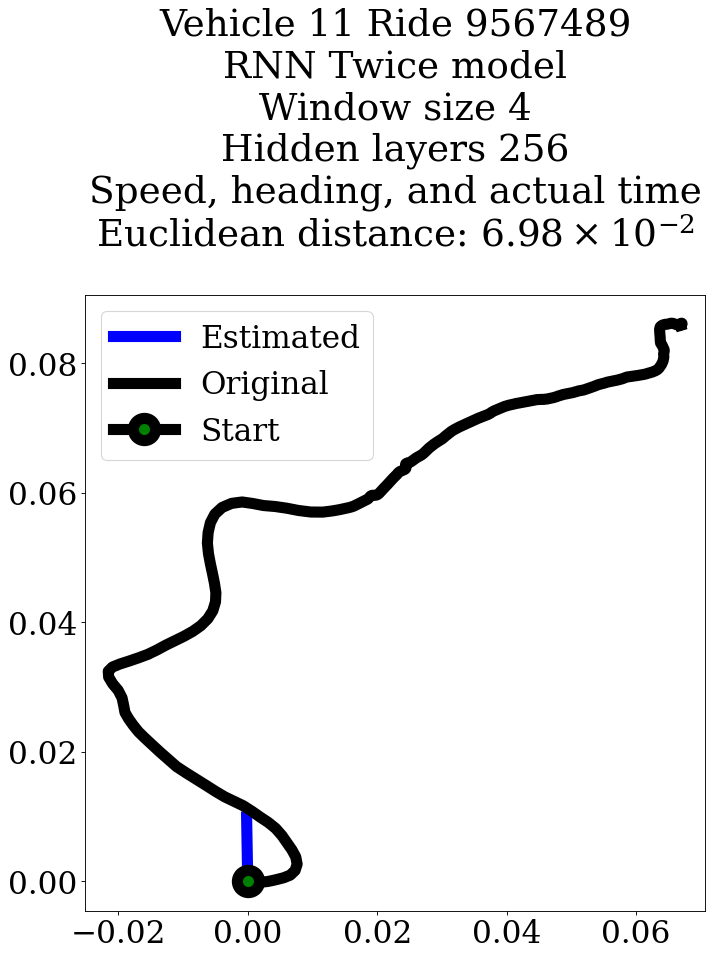 Vehicle 11 Ride 9567489
RNN Twice model
Window size 4
Hidden layers 256
Speed, heading, and actual time
Euclidean distance: 6.98 × 10⁻²
Estimated
Original
Start
0.08
0.06
0.04
0.02
0.00
−0.02 0.00 0.02 0.04 0.06